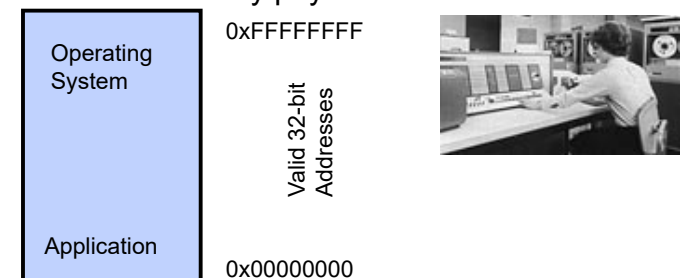 0xFFFFFFFF
Operating
System
Valid 32-bit
Addresses
Application
0x00000000